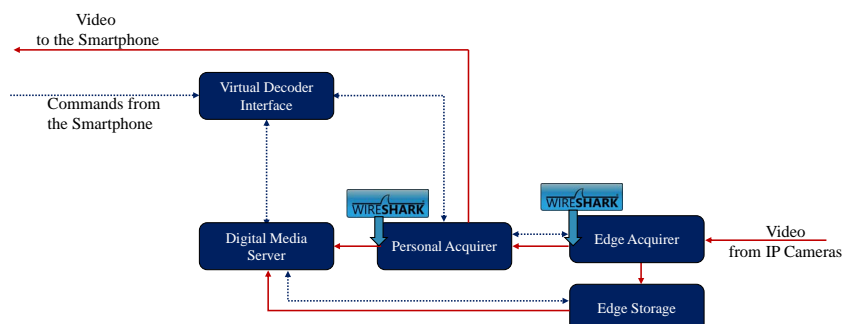 Video
to the Smartphone
Virtual Decoder
Interface
Commands from
the Smartphone
WIRESHARK
WIRESHARK
Digital Media
Server
Personal Acquirer
Edge Acquirer
Video
from IP Cameras
Edge Storage